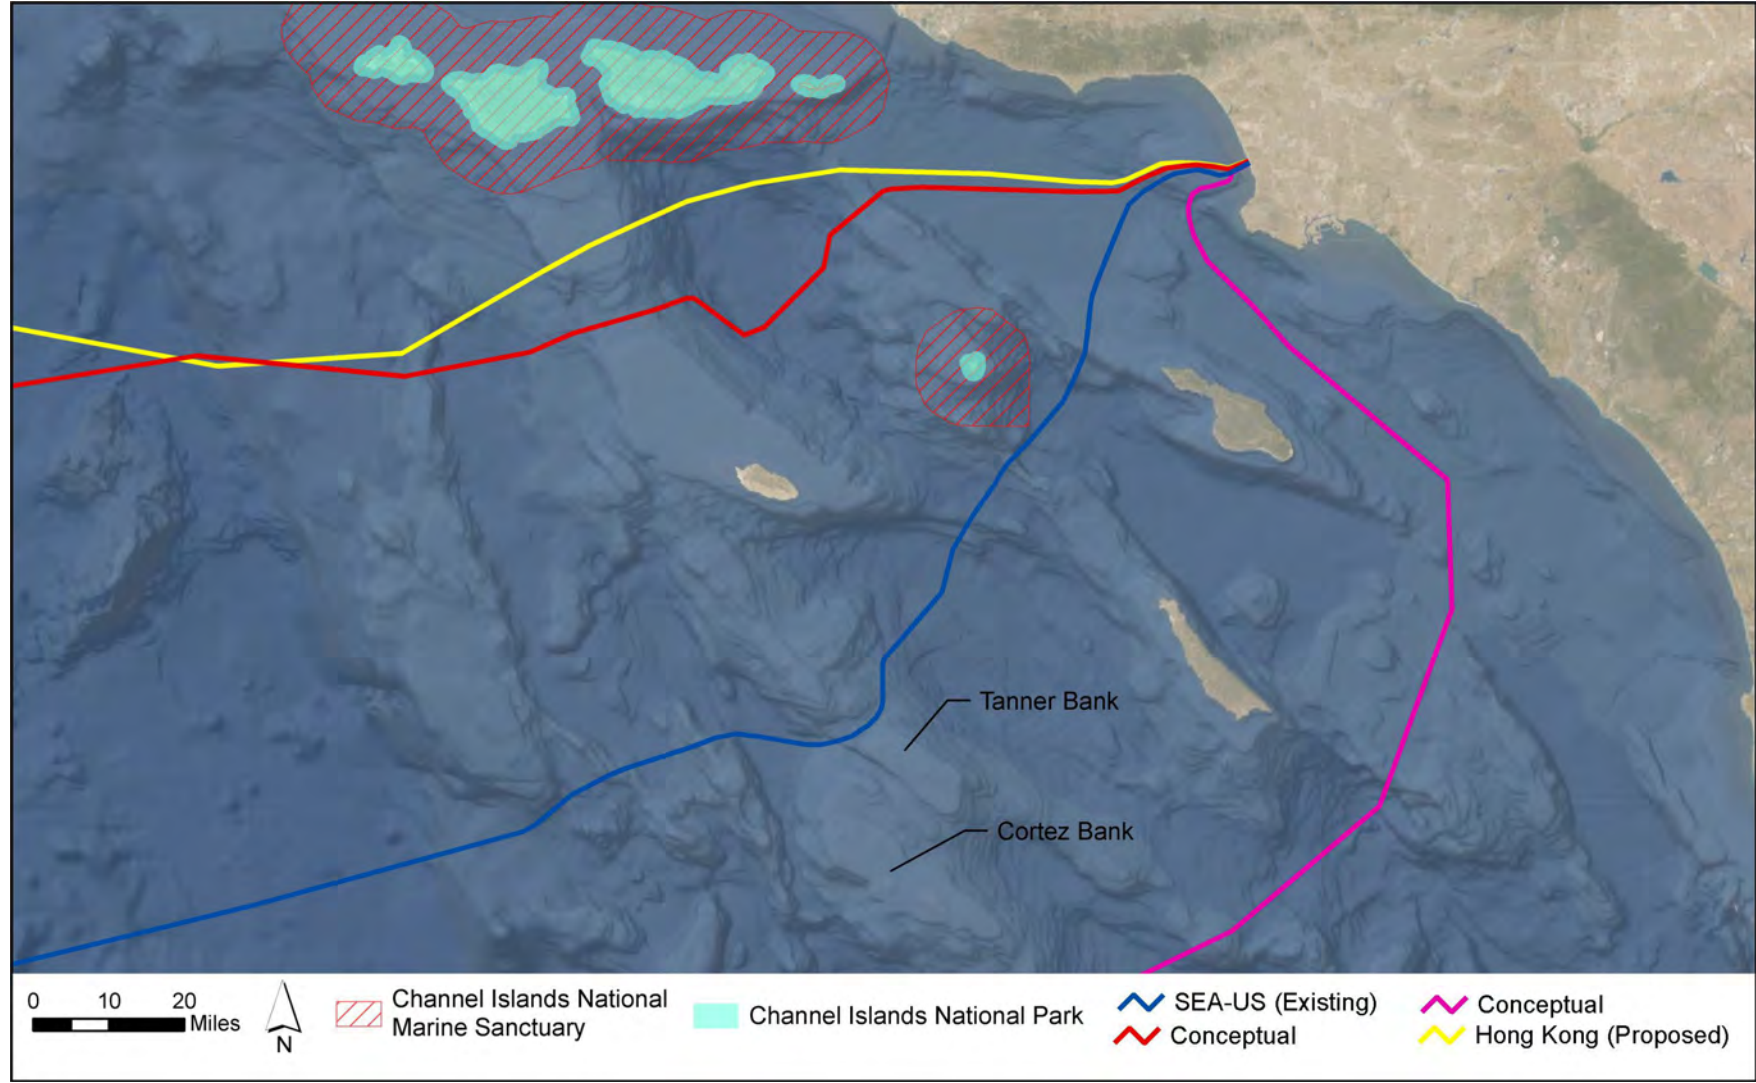 Tanner Bank
Cortez Bank
0 10 20
Miles
N
Channel Islands National
Marine Sanctuary
Channel Islands National Park
SEA-US (Existing)
Conceptual
Conceptual
Hong Kong (Proposed)